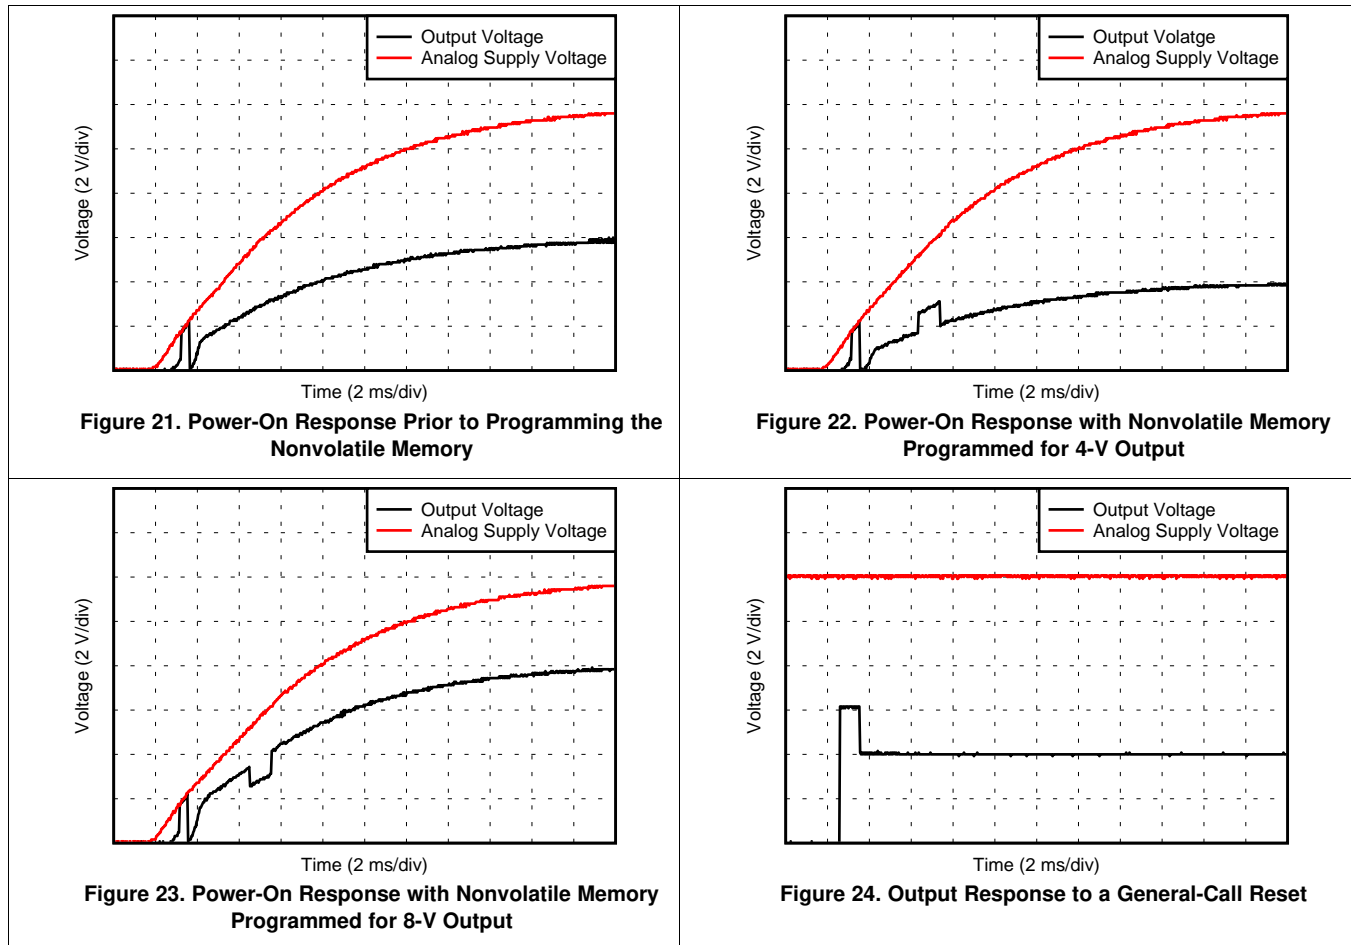 Output Voltage
Analog Supply Voltage
Voltage (2 V/div)
Time (2 ms/div)
Figure 21. Power-On Response Prior to Programming the
Nonvolatile Memory
Output Volatge
Analog Supply Voltage
Voltage (2 V/div)
Time (2 ms/div)
Figure 22. Power-On Response with Nonvolatile Memory
Programmed for 4-V Output
Output Voltage
Analog Supply Voltage
Voltage (2 V/div)
Time (2 ms/div)
Figure 23. Power-On Response with Nonvolatile Memory
Programmed for 8-V Output
Output Voltage
Analog Supply Voltage
Voltage (2 V/div)
Time (2 ms/div)
Figure 24. Output Response to a General-Call Reset